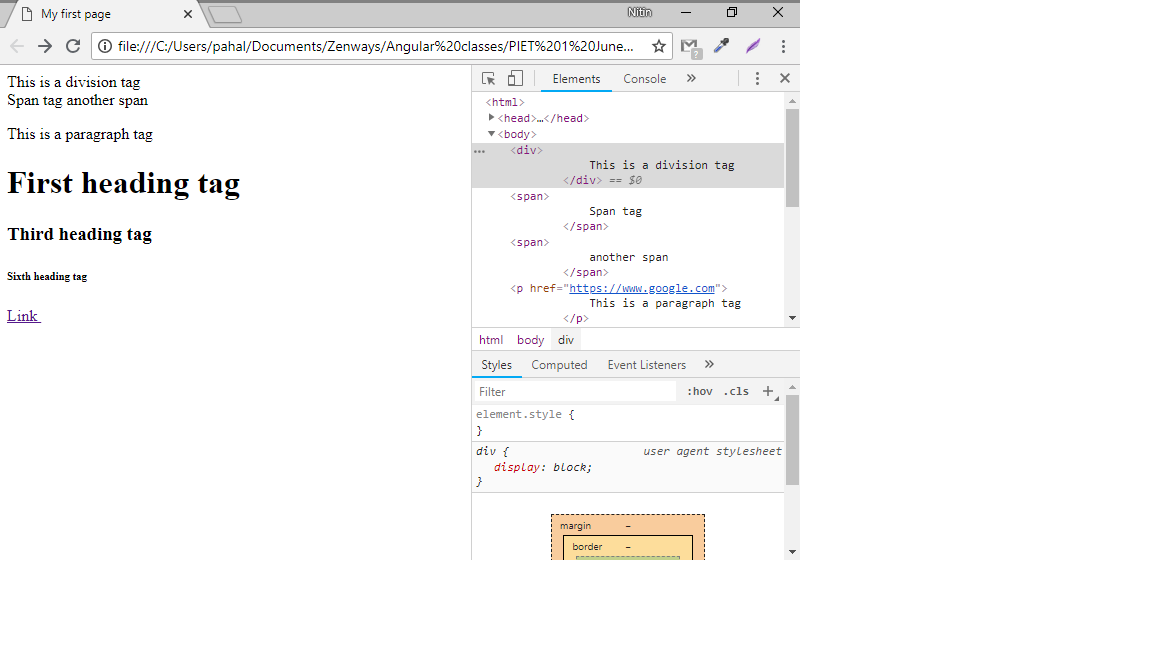 My first page
Nitin
file:///C:/Users/pahal/Documents/Zenways/Angular%20classes/PIET%201%20June...
This is a division tag
Span tag another span
This is a paragraph tag
First heading tag
Third heading tag
Sixth heading tag
Link
Elements Console »
<html>
<head>…</head>
<body>
... <div>
This is a division tag
</div> == $0
<span>
Span tag
</span>
<span>
another span
</span>
<p href="https://www.google.com">
This is a paragraph tag
</p>
html body div
Styles Computed Event Listeners »
Filter :hov .cls +
element.style {
}
div { user agent stylesheet
display: block;
}
margin –
border –